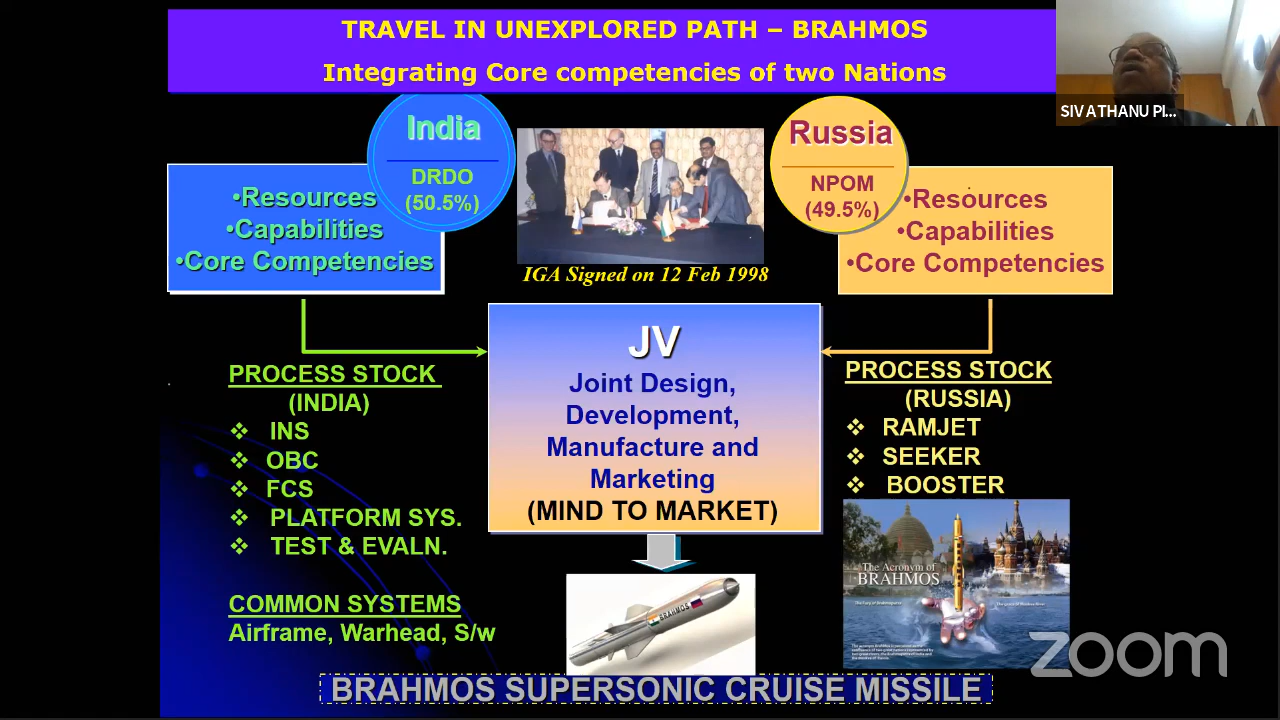 TRAVEL IN UNEXPLORED PATH – BRAHMOS
Integrating Core competencies of two Nations
SIVATHANU PI...
India
DRDO
(50.5%)
•Resources
•Capabilities
•Core Competencies
IGA Signed on 12 Feb 1998
Russia
NPOM
(49.5%)
•Resources
•Capabilities
•Core Competencies
JV
Joint Design,
Development,
Manufacture and
Marketing
(MIND TO MARKET)
PROCESS STOCK
(INDIA)
❖ INS
❖ OBC
❖ FCS
❖ PLATFORM SYS.
❖ TEST & EVALN.
COMMON SYSTEMS
Airframe, Warhead, S/w
PROCESS STOCK
(RUSSIA)
❖ RAMJET
❖ SEEKER
❖ BOOSTER
The Acronym of
BRAHMOS
BRAHMOS
BRAHMOS SUPERSONIC CRUISE MISSILE
zoom